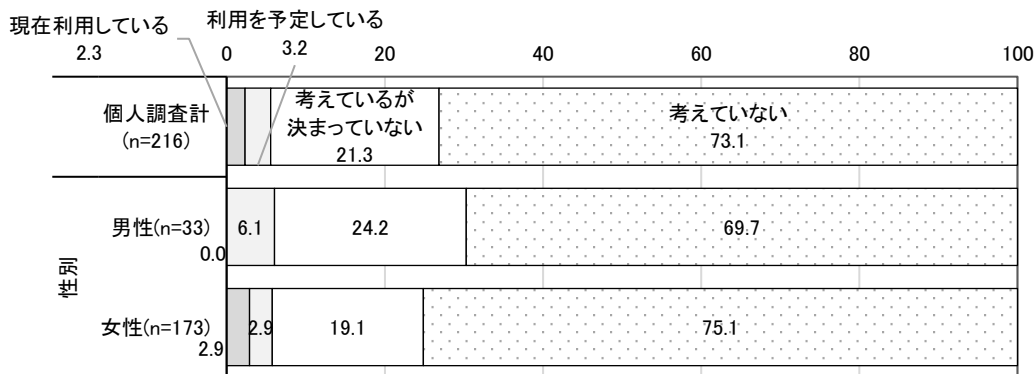 現在利用している
2.3
利用を予定している
3.2
0
20
40
60
80
100
個人調査計
(n=216)
考えているが
決まっていない
21.3
考えていない
73.1
性別
男性(n=33)
0.0
6.1
24.2
69.7
女性(n=173)
2.9
2.9
19.1
75.1